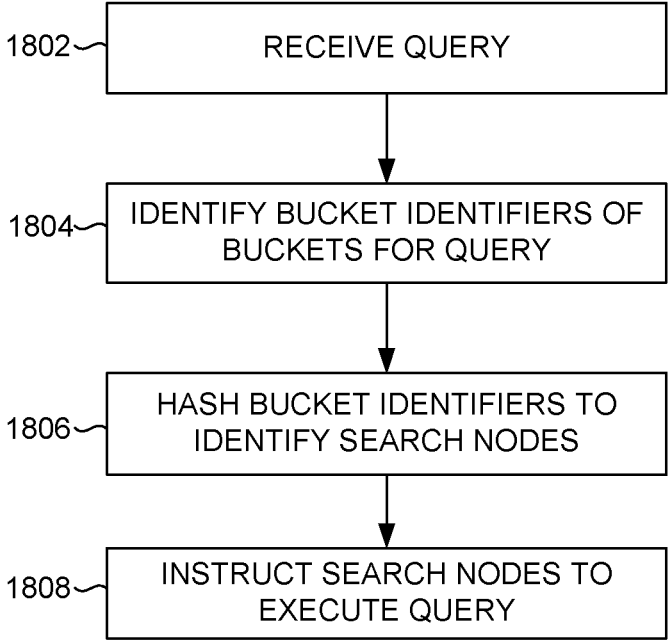 1802
RECEIVE QUERY
1804
IDENTIFY BUCKET IDENTIFIERS OF
BUCKETS FOR QUERY
1806
HASH BUCKET IDENTIFIERS TO
IDENTIFY SEARCH NODES
1808
INSTRUCT SEARCH NODES TO
EXECUTE QUERY